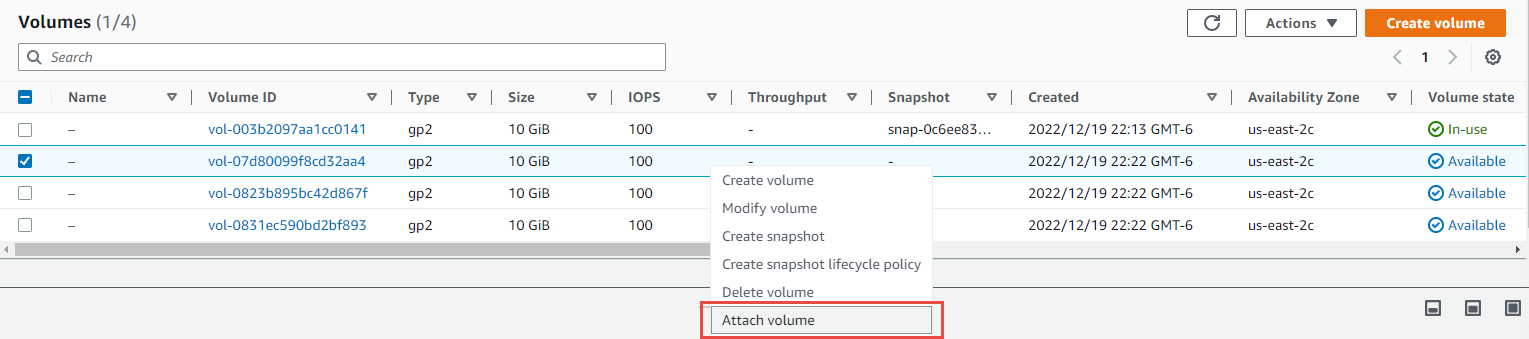 Volumes (1/4)
Actions
Create volume
Search
1
Name Volume ID Type Size IOPS Throughput Snapshot Created Availability Zone Volume state
– vol-003b2097aa1cc0141 gp2 10 GiB 100 - snap-0c6ee83... 2022/12/19 22:13 GMT-6 us-east-2c In-use
– vol-07d80099f8cd32aa4 gp2 10 GiB 100 - - 2022/12/19 22:22 GMT-6 us-east-2c Available
– vol-0823b895bc42d867f gp2 10 GiB 100 2022/12/19 22:22 GMT-6 us-east-2c Available
– vol-0831ec590bd2bf893 gp2 10 GiB 100 2022/12/19 22:22 GMT-6 us-east-2c Available
Create volume
Modify volume
Create snapshot
Create snapshot lifecycle policy
Delete volume
Attach volume